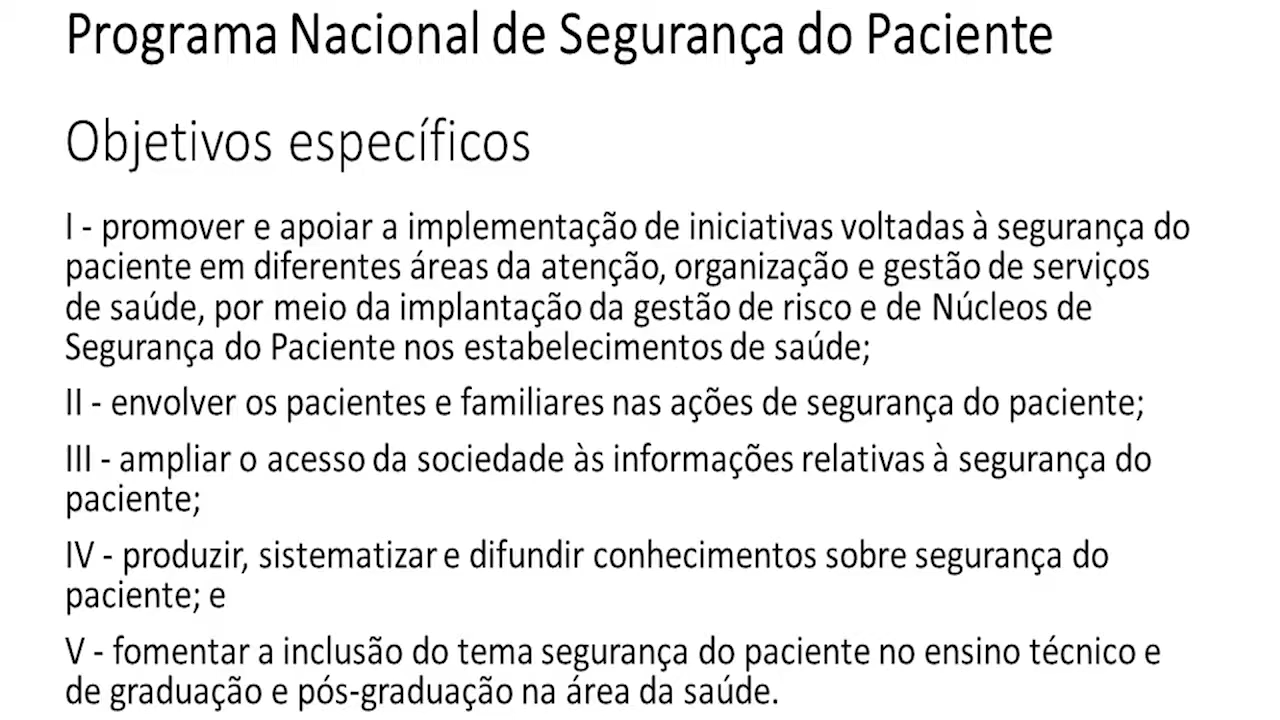 Programa Nacional de Segurança do Paciente
Objetivos específicos
I - promover e apoiar a implementação de iniciativas voltadas à segurança do
paciente em diferentes áreas da atenção, organização e gestão de serviços
de saúde, por meio da implantação da gestão de risco e de Núcleos de
Segurança do Paciente nos estabelecimentos de saúde;
II - envolver os pacientes e familiares nas ações de segurança do paciente;
III - ampliar o acesso da sociedade às informações relativas à segurança do
paciente;
IV - produzir, sistematizar e difundir conhecimentos sobre segurança do
paciente; e
V - fomentar a inclusão do tema segurança do paciente no ensino técnico e
de graduação e pós-graduação na área da saúde.